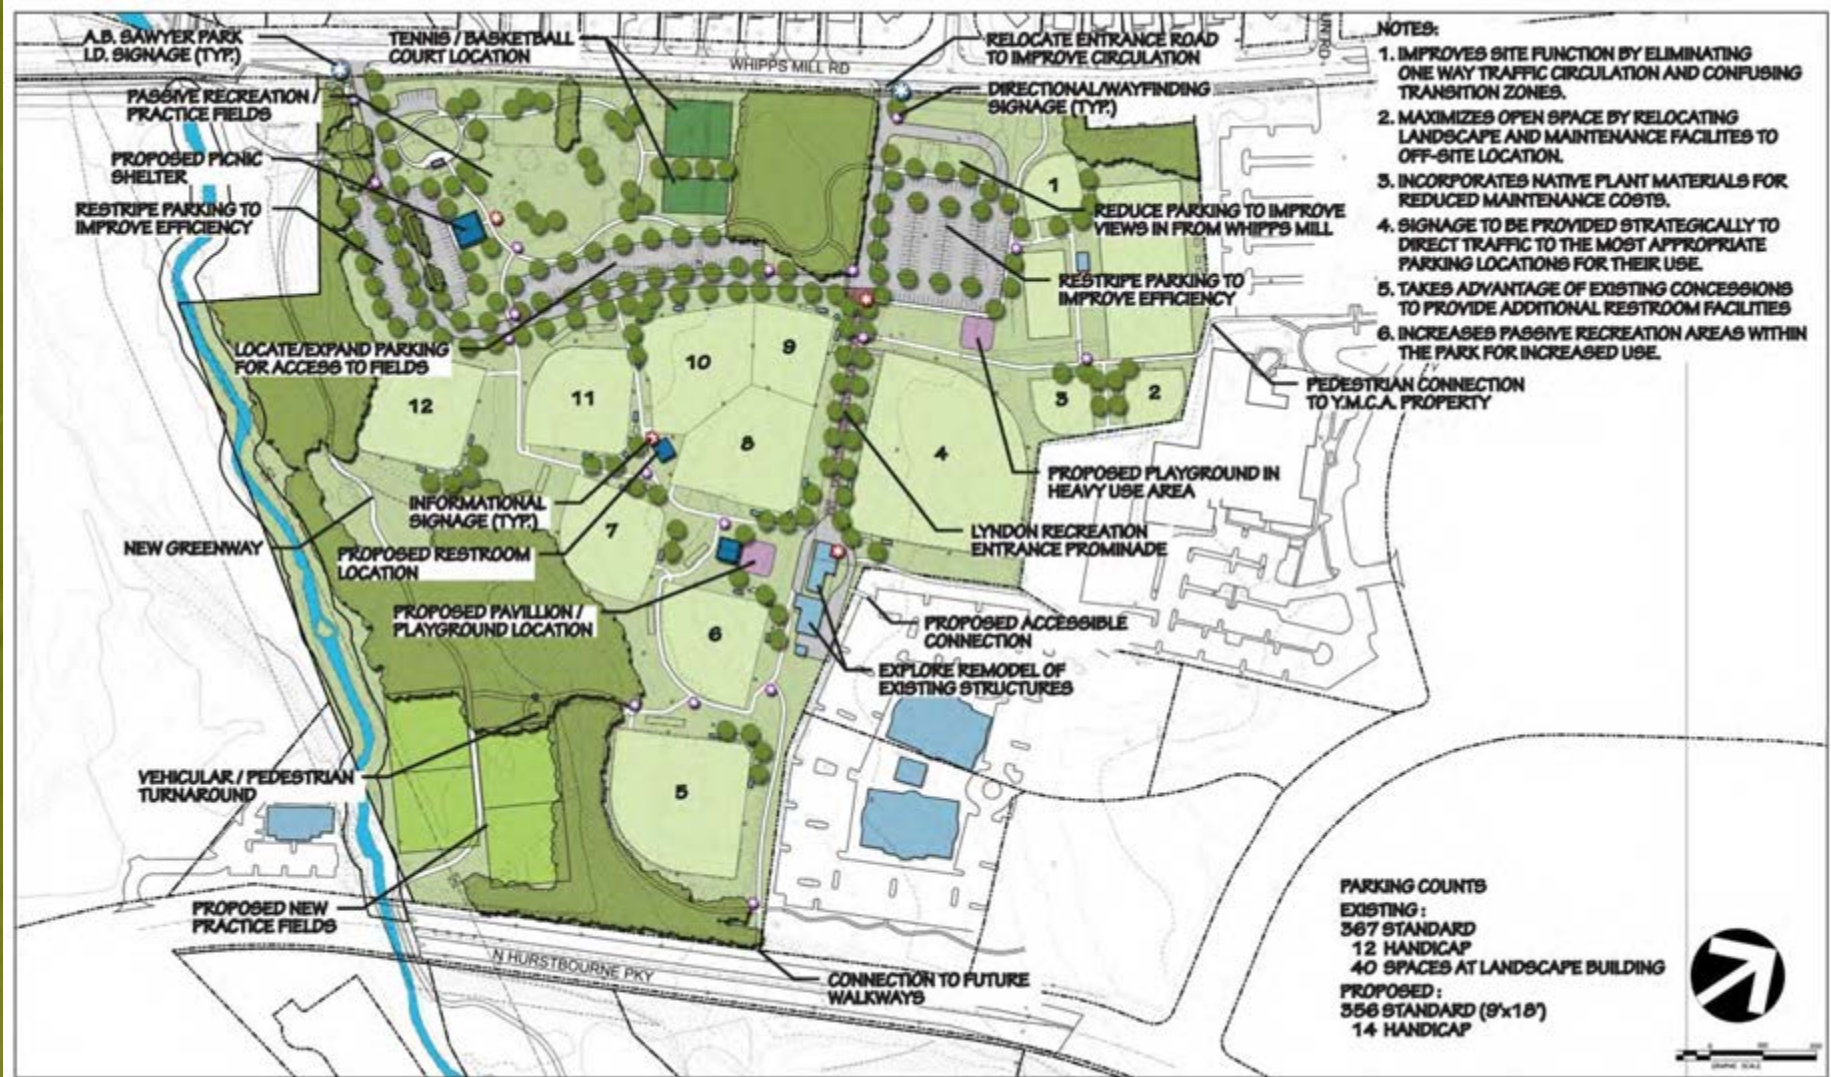 A.B. SAWYER PARK
I.D. SIGNAGE (TYP.)
TENNIS / BASKETBALL
COURT LOCATION
WHIPPS MILL RD
RELOCATE ENTRANCE ROAD
TO IMPROVE CIRCULATION
PASSIVE RECREATION /
PRACTICE FIELDS
DIRECTIONAL/WAYFINDING
SIGNAGE (TYP.)
PROPOSED PICNIC
SHELTER
RESTRIPE PARKING TO
IMPROVE EFFICIENCY
REDUCE PARKING TO IMPROVE
VIEWS IN FROM WHIPPS MILL
RESTRIPE PARKING TO
IMPROVE EFFICIENCY
LOCATE/EXPAND PARKING
FOR ACCESS TO FIELDS
PEDESTRIAN CONNECTION
TO Y.M.C.A. PROPERTY
1
2
3
4
5
6
7
8
9
10
11
12
PROPOSED PLAYGROUND IN
HEAVY USE AREA
INFORMATIONAL
SIGNAGE (TYP.)
LYNDON RECREATION
ENTRANCE PROMINADE
NEW GREENWAY
PROPOSED RESTROOM
LOCATION
PROPOSED PAVILLION /
PLAYGROUND LOCATION
PROPOSED ACCESSIBLE
CONNECTION
EXPLORE REMODEL OF
EXISTING STRUCTURES
VEHICULAR / PEDESTRIAN
TURNAROUND
PROPOSED NEW
PRACTICE FIELDS
N HURSTBOURNE PKY
CONNECTION TO FUTURE
WALKWAYS
NOTES:
1. IMPROVES SITE FUNCTION BY ELIMINATING
ONE WAY TRAFFIC CIRCULATION AND CONFUSING
TRANSITION ZONES.
2. MAXIMIZES OPEN SPACE BY RELOCATING
LANDSCAPE AND MAINTENANCE FACILITES TO
OFF-SITE LOCATION.
3. INCORPORATES NATIVE PLANT MATERIALS FOR
REDUCED MAINTENANCE COSTS.
4. SIGNAGE TO BE PROVIDED STRATEGICALLY TO
DIRECT TRAFFIC TO THE MOST APPROPRIATE
PARKING LOCATIONS FOR THEIR USE.
5. TAKES ADVANTAGE OF EXISTING CONCESSIONS
TO PROVIDE ADDITIONAL RESTROOM FACILITIES
6. INCREASES PASSIVE RECREATION AREAS WITHIN
THE PARK FOR INCREASED USE.
PARKING COUNTS
EXISTING :
367 STANDARD
12 HANDICAP
40 SPACES AT LANDSCAPE BUILDING
PROPOSED :
356 STANDARD (9'x18')
14 HANDICAP
GRAPHIC SCALE